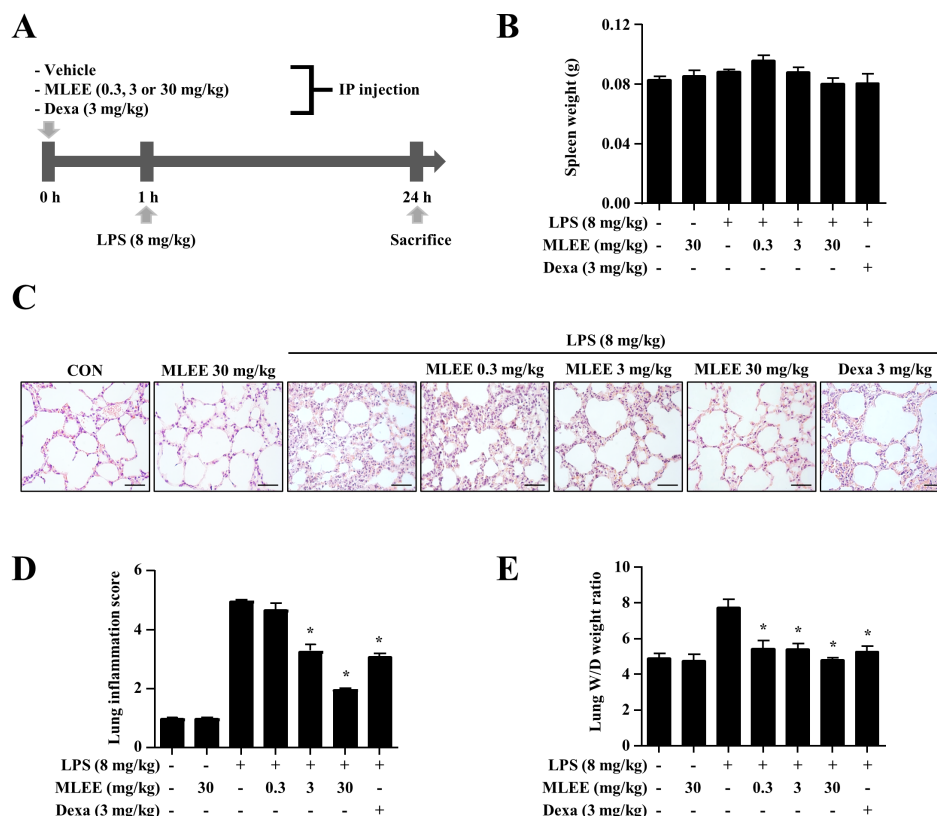 A
- Vehicle
- MLEE (0.3, 3 or 30 mg/kg)
- Dexa (3 mg/kg)
IP injection
0 h
1 h
24 h
LPS (8 mg/kg)
Sacrifice
B
Spleen weight (g)
0.12
0.08
0.04
0.00
LPS (8 mg/kg) - - + + + + +
MLEE (mg/kg) - 30 - 0.3 3 30 -
Dexa (3 mg/kg) - - - - - - +
C
LPS (8 mg/kg)
CON MLEE 30 mg/kg MLEE 0.3 mg/kg MLEE 3 mg/kg MLEE 30 mg/kg Dexa 3 mg/kg
D
Lung inflammation score
6
4
2
0
* * *
LPS (8 mg/kg) - - + + + + +
MLEE (mg/kg) - 30 - 0.3 3 30 -
Dexa (3 mg/kg) - - - - - - +
E
Lung W/D weight ratio
10
8
6
4
2
0
* * * *
LPS (8 mg/kg) - - + + + + +
MLEE (mg/kg) - 30 - 0.3 3 30 -
Dexa (3 mg/kg) - - - - - - +